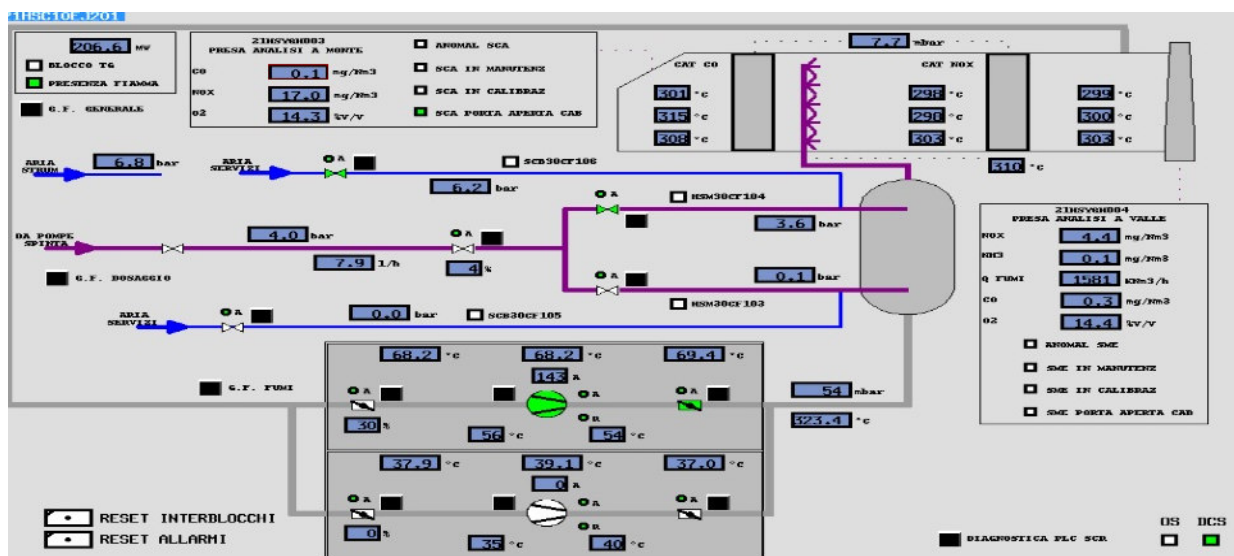 21HSC10EJ201
206.6 MW
BLOCCO TG
PRESENZA FIAMMA
G.F. GENERALE
21HSYQH003
PRESA ANALISI A MONTE
CO 0.1 mg/Nm3
NOX 17.0 mg/Nm3
O2 14.3 %V/V
ANOMAL SCA
SCA IN MANUTENZ
SCA IN CALIBRAZ
SCA PORTA APERTA CAB
7.7 mbar
CAT CO
CAT NOX
301 °C
298 °C
299 °C
315 °C
290 °C
300 °C
308 °C
303 °C
303 °C
310 °C
ARIA STRUM
6.8 bar
ARIA SERVIZI
A
SCB30CF106
6.2 bar
A
HSM30CF104
3.6 bar
DA POMPE SPINTA
4.0 bar
A
7.9 l/h
4 %
G.F. DOSAGGIO
A
0.1 bar
HSM30CF103
ARIA SERVIZI
A
0.0 bar
SCB30CF105
21HSYQH004
PRESA ANALISI A VALLE
NOX 4.4 mg/Nm3
NH3 0.1 mg/Nm3
Q FUMI 1581 KNm3/h
CO 0.3 mg/Nm3
O2 14.4 %V/V
ANOMAL SME
SME IN MANUTENZ
SME IN CALIBRAZ
SME PORTA APERTA CAB
G.F. FUMI
68.2 °C
68.2 °C
69.4 °C
143 A
A
A
A
R
30 %
56 °C
54 °C
54 mbar
323.4 °C
37.9 °C
39.1 °C
37.0 °C
0 A
A
A
A
R
0 %
35 °C
40 °C
RESET INTERBLOCCHI
RESET ALLARMI
DIAGNOSTICA PLC SCR
OS
DCS